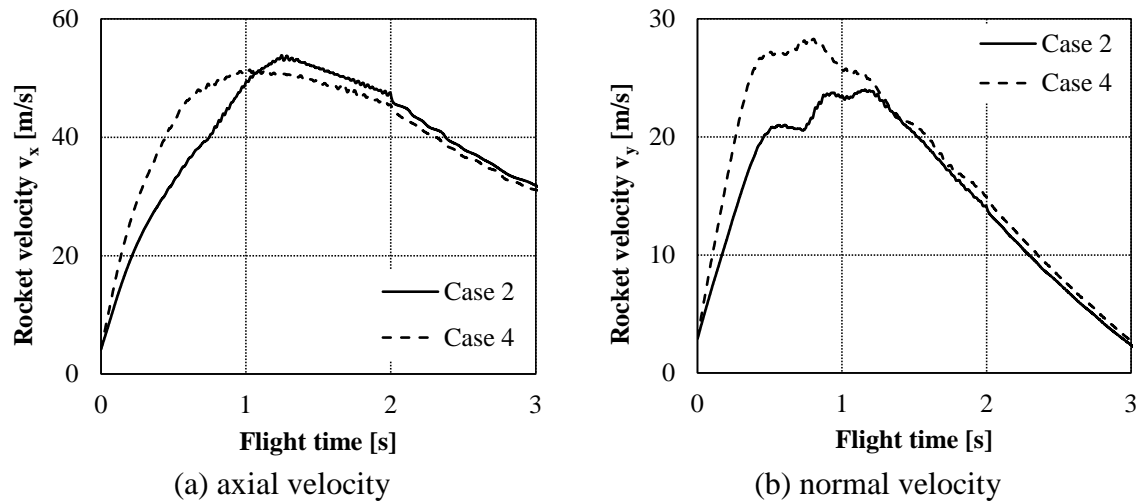 60
40
20
0
0
1
2
3
Rocket velocity vx [m/s]
Flight time [s]
Case 2
Case 4
(a) axial velocity
30
20
10
0
0
1
2
3
Rocket velocity vy [m/s]
Flight time [s]
Case 2
Case 4
(b) normal velocity